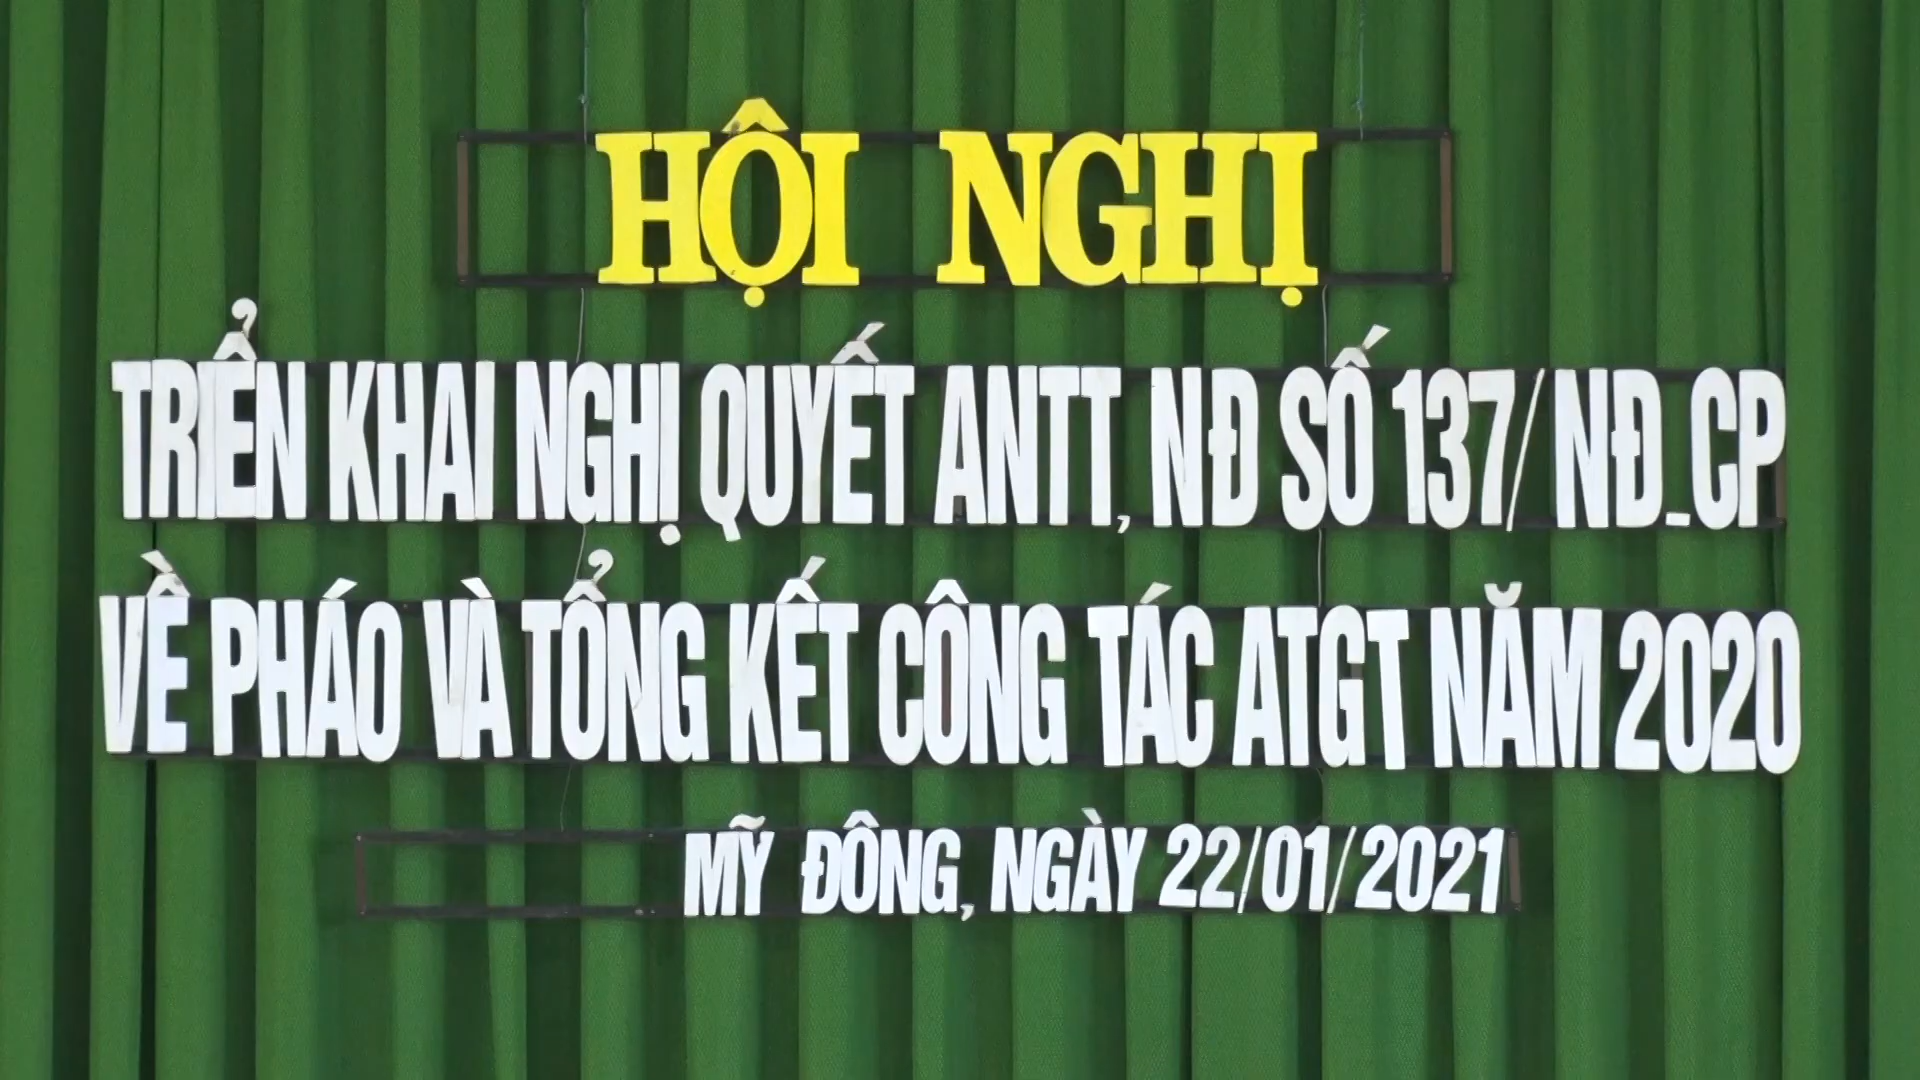 HỘI NGHỊ
TRIỂN KHAI NGHỊ QUYẾT ANTT, NĐ SỐ 137/NĐ_CP
VỀ PHÁO VÀ TỔNG KẾT CÔNG TÁC ATGT NĂM 2020
MỸ ĐÔNG, NGÀY 22/01/2021